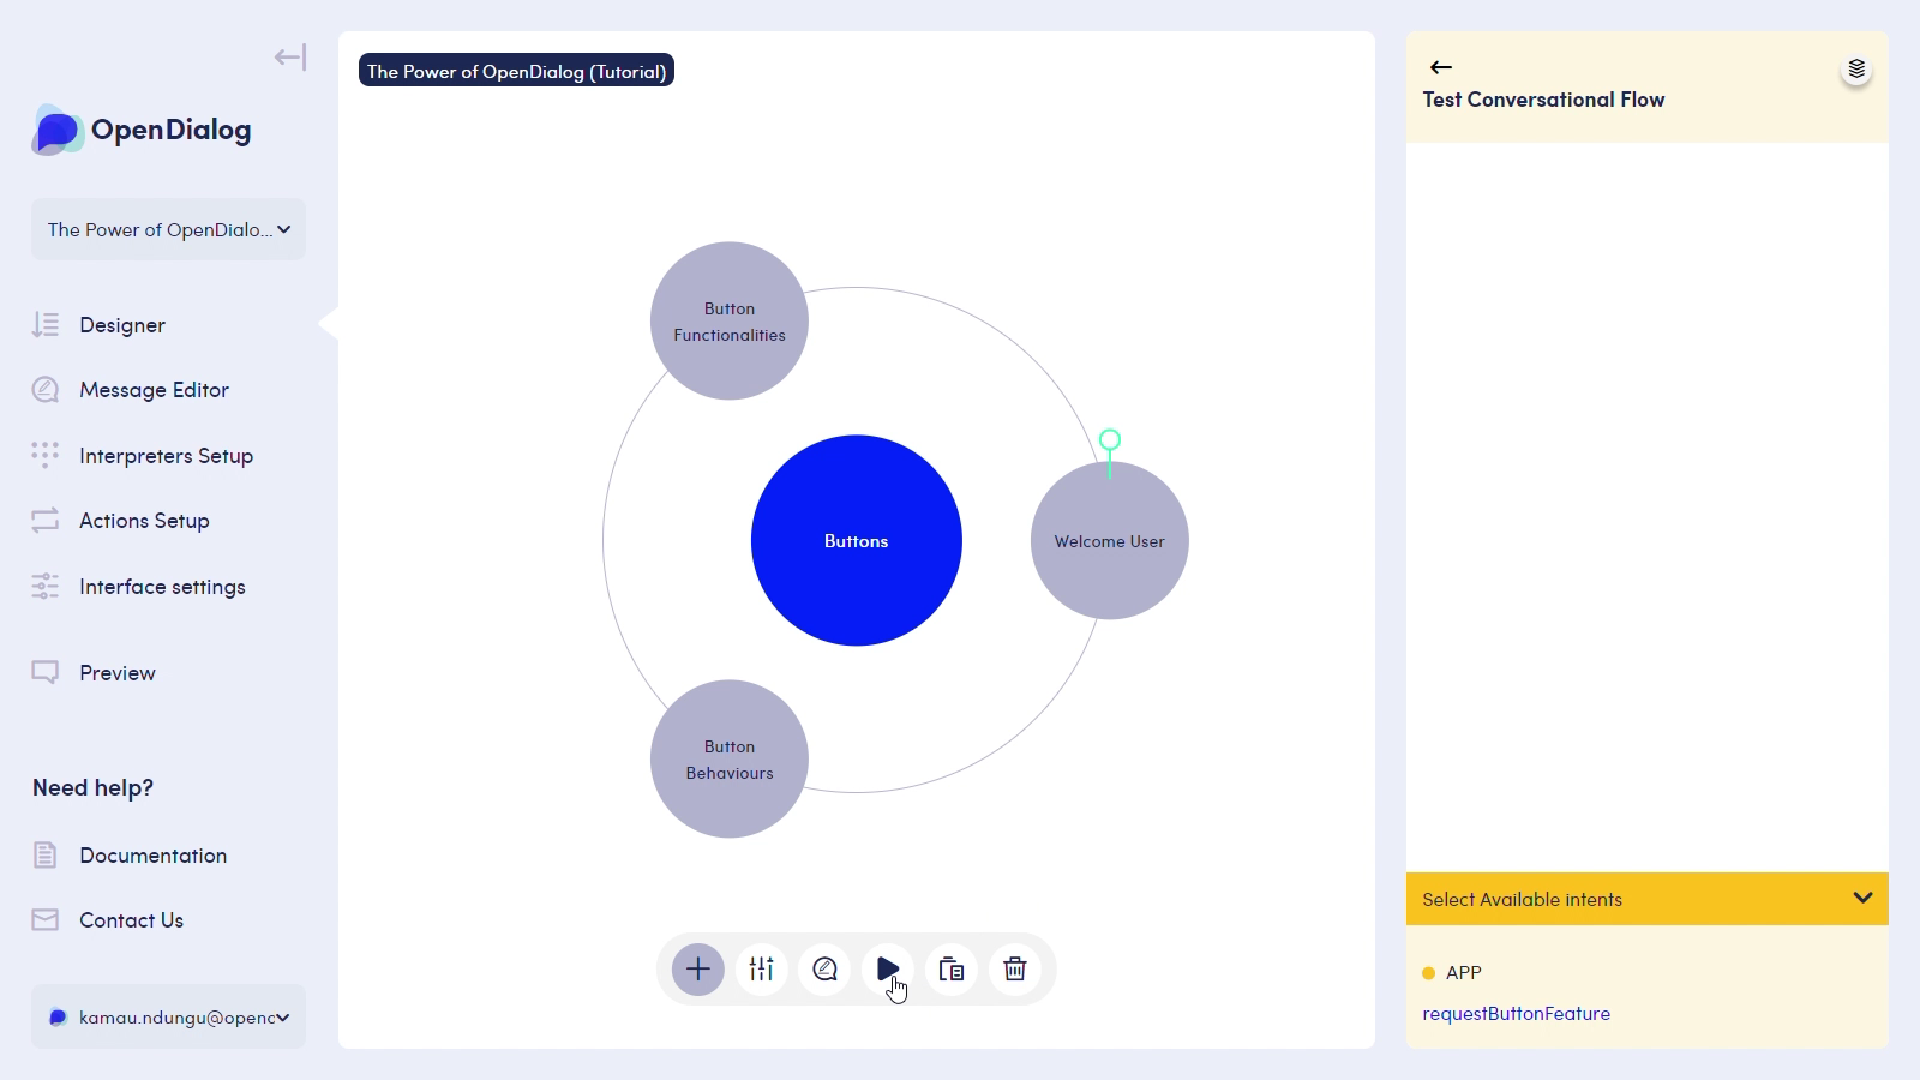 The Power of OpenDialog (Tutorial)
Test Conversational Flow
OpenDialog
The Power of OpenDialo...
Designer
Message Editor
Interpreters Setup
Actions Setup
Interface settings
Preview
Need help?
Documentation
Contact Us
kamau.ndungu@openc
Button
Functionalities
Buttons
Welcome User
Button
Behaviours
Select Available intents
APP
requestButtonFeature